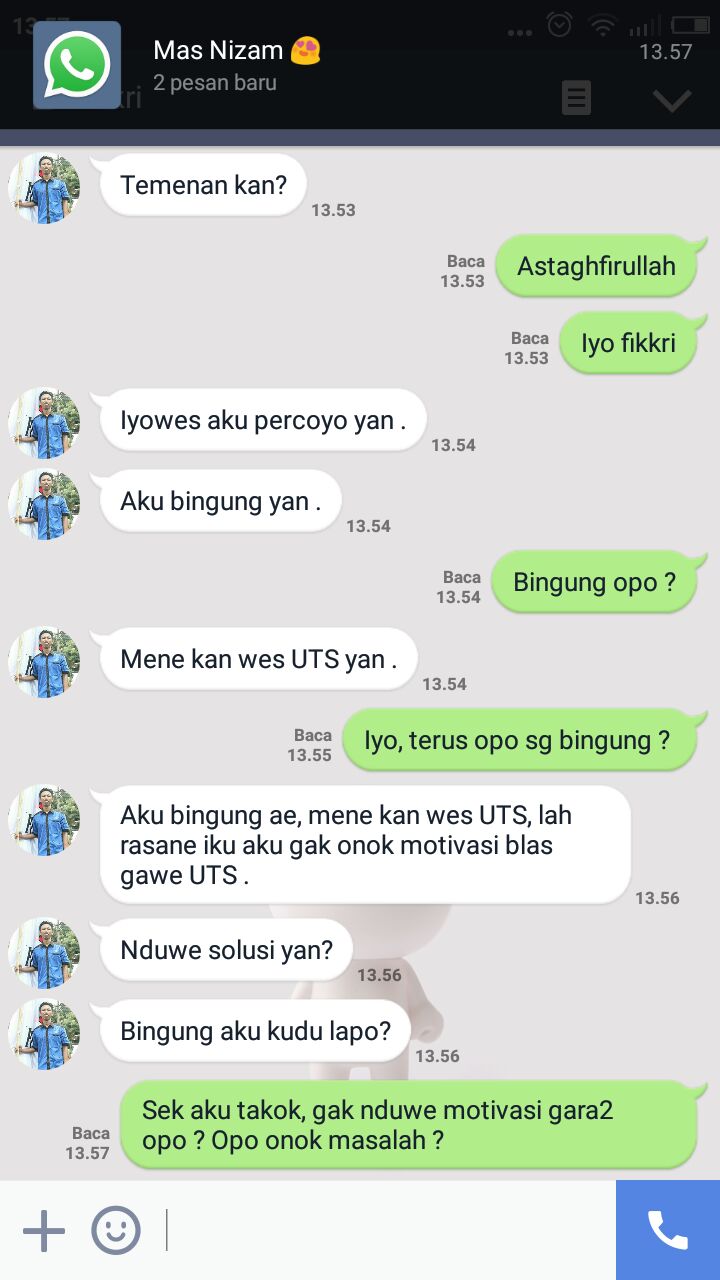 13.57
Mas Nizam 😍
13.57
2 pesan baru
kri
Temenan kan?
13.53
Astaghfirullah
Baca
13.53
Iyo fikkri
Baca
13.53
Iyowes aku percoyo yan .
13.54
Aku bingung yan .
13.54
Bingung opo ?
Baca
13.54
Mene kan wes UTS yan .
13.54
Iyo, terus opo sg bingung ?
Baca
13.55
Aku bingung ae, mene kan wes UTS, lah
rasane iku aku gak onok motivasi blas
gawe UTS .
13.56
Nduwe solusi yan?
13.56
Bingung aku kudu lapo?
13.56
Sek aku takok, gak nduwe motivasi gara2
opo ? Opo onok masalah ?
Baca
13.57